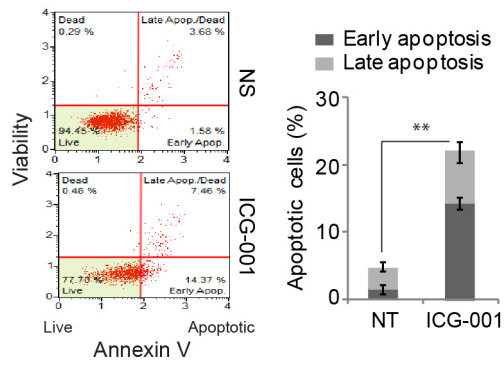 Dead
0.29 %
Late Apop./Dead
3.68 %
4
3
2
1
0
94.45 %
Live
1.58 %
Early Apop.
0 1 2 3 4
NS
Viability
Dead
0.48 %
Late Apop./Dead
7.46 %
4
3
2
1
0
77.70 %
Live
14.37 %
Early Apop.
0 1 2 3 4
ICG-001
Live
Apoptotic
Annexin V
Early apoptosis
Late apoptosis
30
20
10
0
Apoptotic cells (%)
**
NT
ICG-001